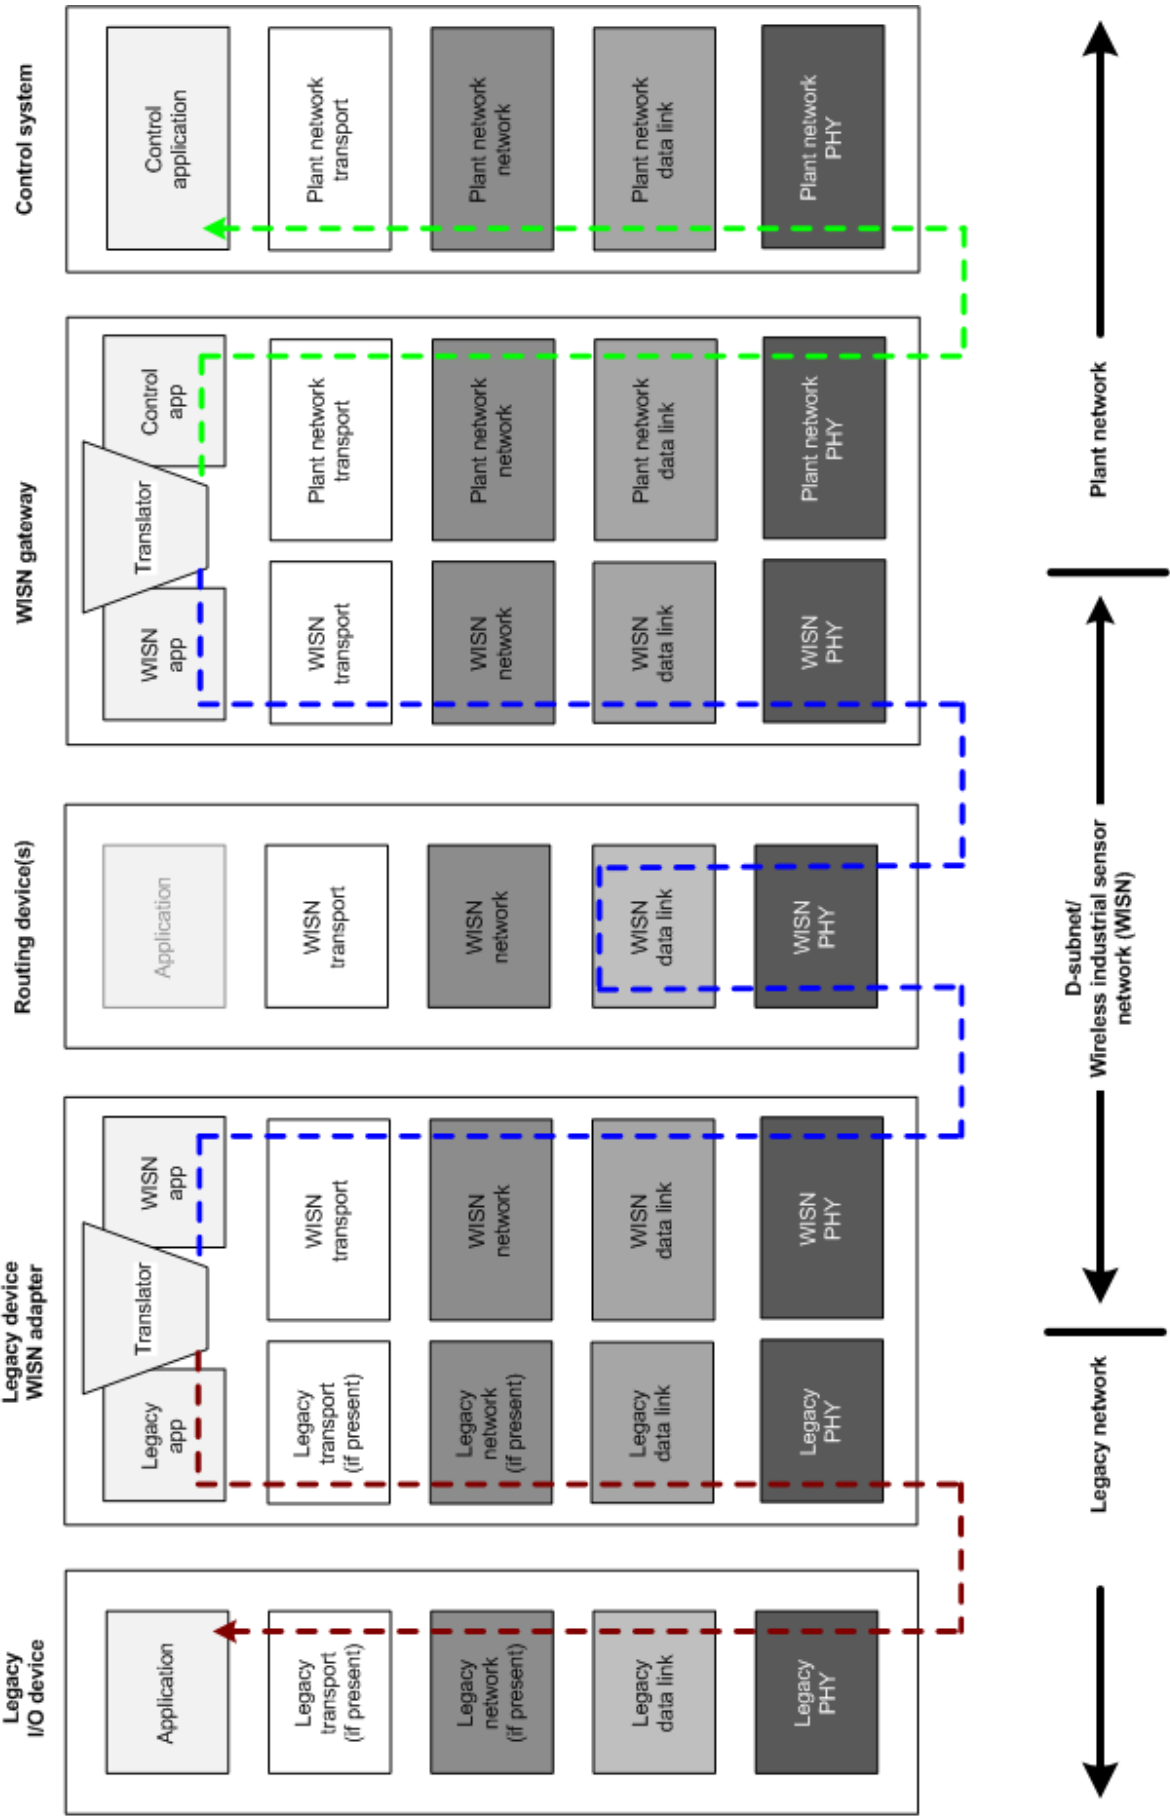 Legacy
I/O device
Application
Legacy
transport
(if present)
Legacy
network
(if present)
Legacy
data link
Legacy
PHY
Legacy device
WISN adapter
Legacy
app
Translator
WISN
app
Legacy
transport
(if present)
WISN
transport
Legacy
network
(if present)
WISN
network
Legacy
data link
WISN
data link
Legacy
PHY
WISN
PHY
Routing device(s)
Application
WISN
transport
WISN
network
WISN
data link
WISN
PHY
WISN gateway
WISN
app
Translator
Control
app
WISN
transport
Plant network
transport
WISN
network
Plant network
network
WISN
data link
Plant network
data link
WISN
PHY
Plant network
PHY
Control system
Control
application
Plant network
transport
Plant network
network
Plant network
data link
Plant network
PHY
Legacy network
D-subnet/
Wireless industrial sensor
network (WISN)
Plant network